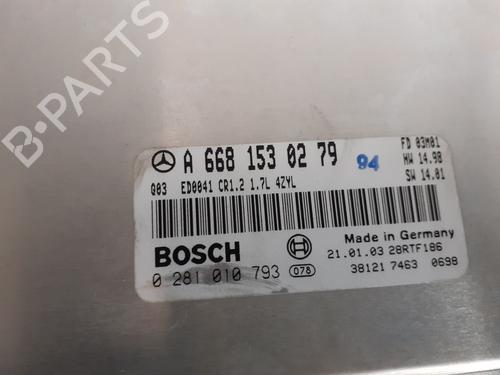 A 668 153 02 79 94 FD 03M01
HW 14.98
Q03 ED0041 CR1.2 1.7L 4ZYL SW 14.01
BOSCH Made in Germany
21.01.03 28RTF186
0 281 010 793 078 38121 7463 0698
B-PARTS